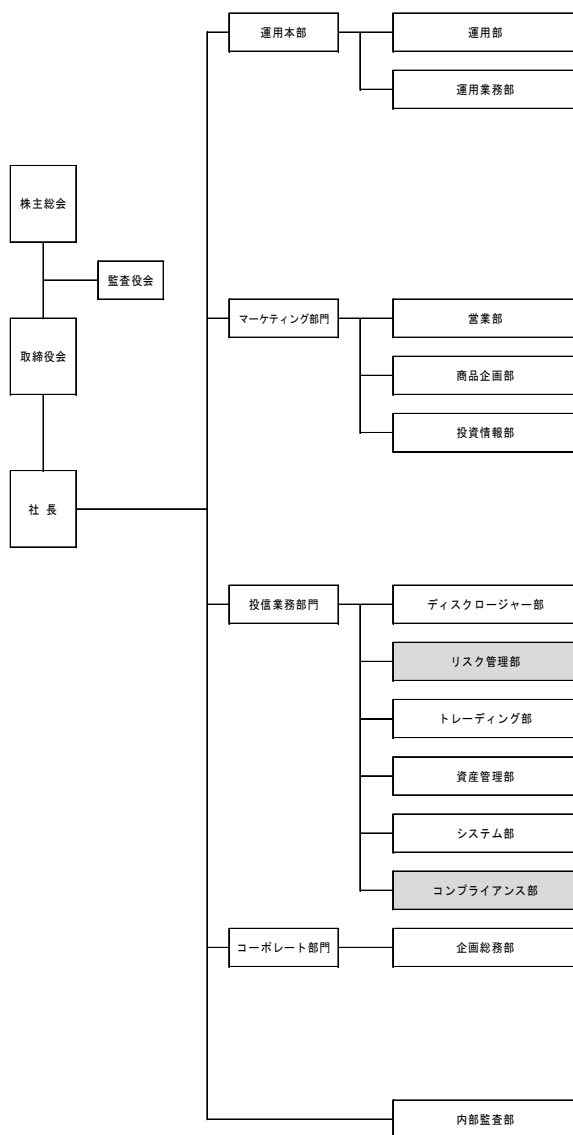 株主総会
監査役会
取締役会
社 長
運用本部
運用部
運用業務部
マーケティング部門
営業部
商品企画部
投資情報部
投信業務部門
ディスクロージャー部
リスク管理部
トレーディング部
資産管理部
システム部
コンプライアンス部
コーポレート部門
企画総務部
内部監査部